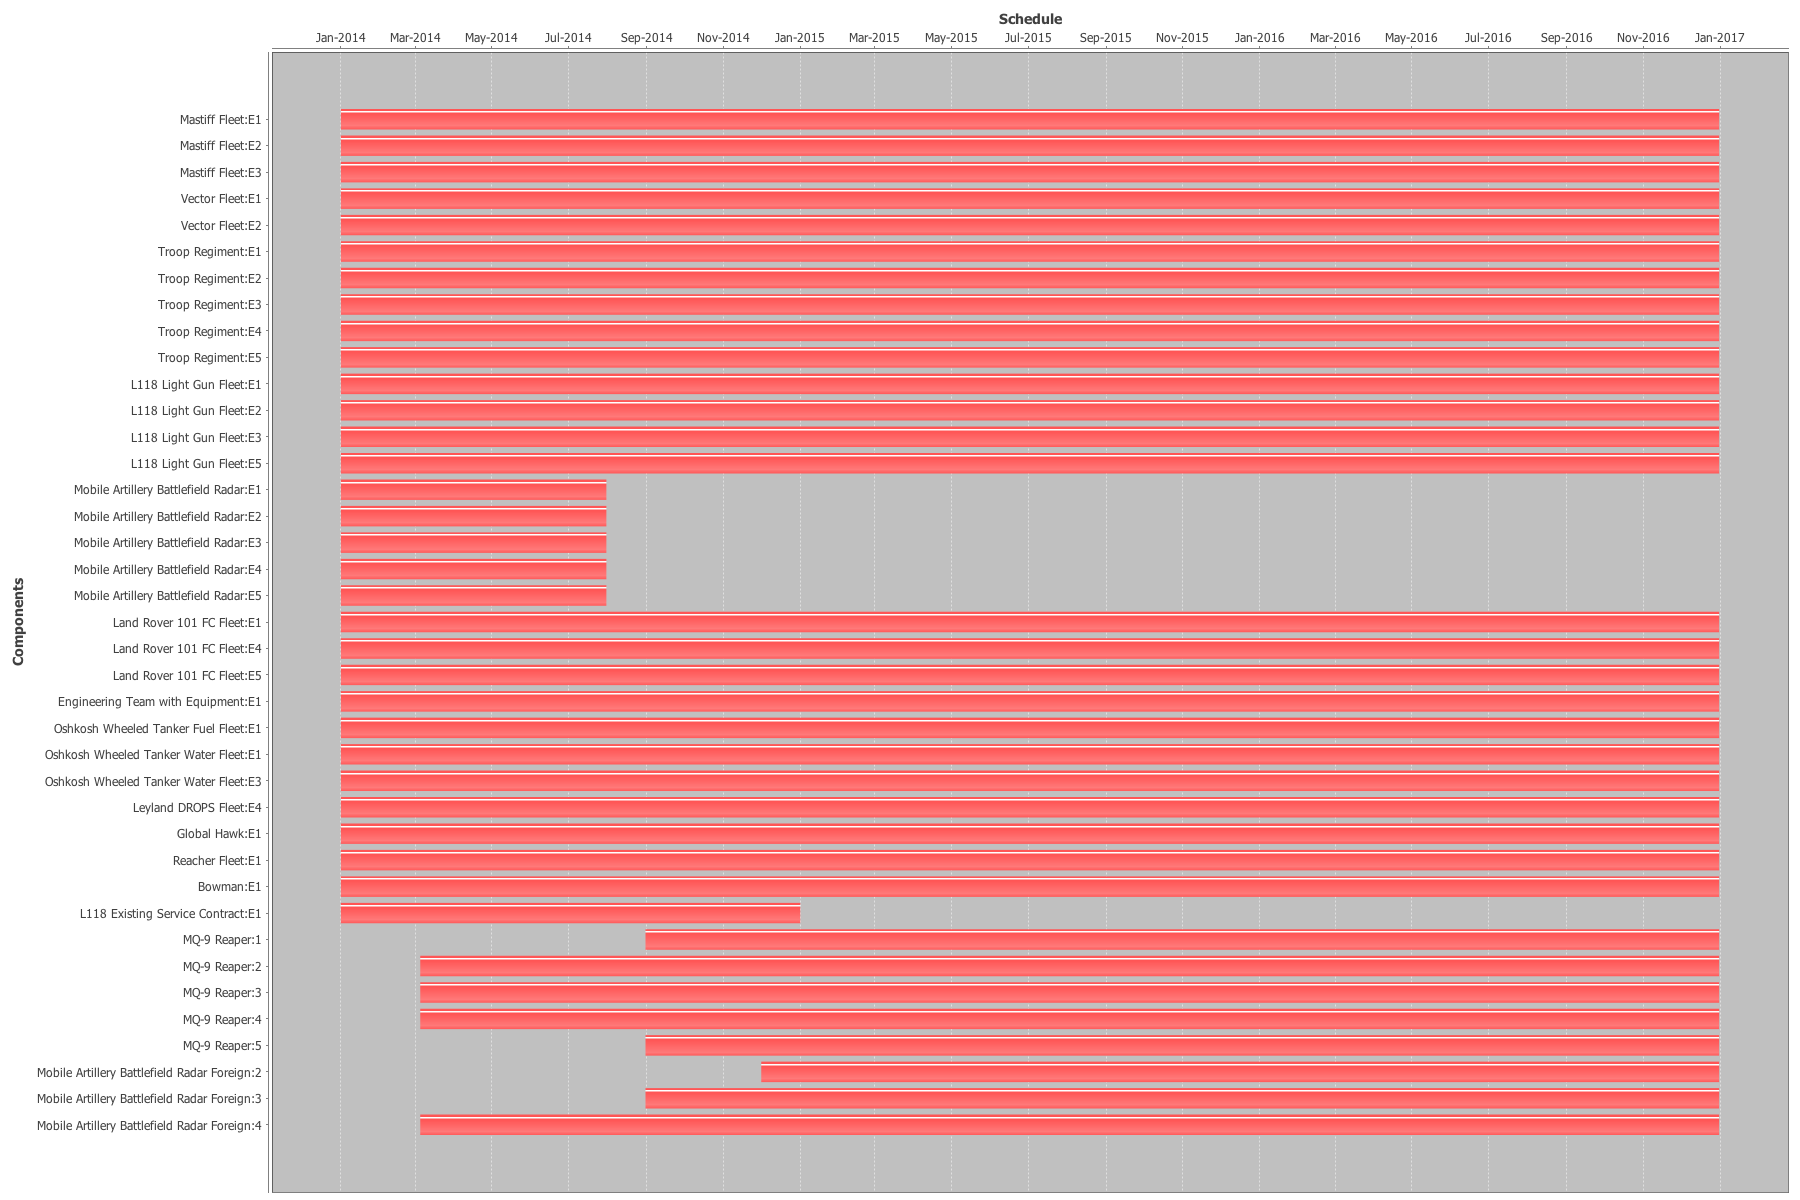 Schedule
Jan-2014 Mar-2014 May-2014 Jul-2014 Sep-2014 Nov-2014 Jan-2015 Mar-2015 May-2015 Jul-2015 Sep-2015 Nov-2015 Jan-2016 Mar-2016 May-2016 Jul-2016 Sep-2016 Nov-2016 Jan-2017
Components
Mastiff Fleet:E1
Mastiff Fleet:E2
Mastiff Fleet:E3
Vector Fleet:E1
Vector Fleet:E2
Troop Regiment:E1
Troop Regiment:E2
Troop Regiment:E3
Troop Regiment:E4
Troop Regiment:E5
L118 Light Gun Fleet:E1
L118 Light Gun Fleet:E2
L118 Light Gun Fleet:E3
L118 Light Gun Fleet:E5
Mobile Artillery Battlefield Radar:E1
Mobile Artillery Battlefield Radar:E2
Mobile Artillery Battlefield Radar:E3
Mobile Artillery Battlefield Radar:E4
Mobile Artillery Battlefield Radar:E5
Land Rover 101 FC Fleet:E1
Land Rover 101 FC Fleet:E4
Land Rover 101 FC Fleet:E5
Engineering Team with Equipment:E1
Oshkosh Wheeled Tanker Fuel Fleet:E1
Oshkosh Wheeled Tanker Water Fleet:E1
Oshkosh Wheeled Tanker Water Fleet:E3
Leyland DROPS Fleet:E4
Global Hawk:E1
Reacher Fleet:E1
Bowman:E1
L118 Existing Service Contract:E1
MQ-9 Reaper:1
MQ-9 Reaper:2
MQ-9 Reaper:3
MQ-9 Reaper:4
MQ-9 Reaper:5
Mobile Artillery Battlefield Radar Foreign:2
Mobile Artillery Battlefield Radar Foreign:3
Mobile Artillery Battlefield Radar Foreign:4